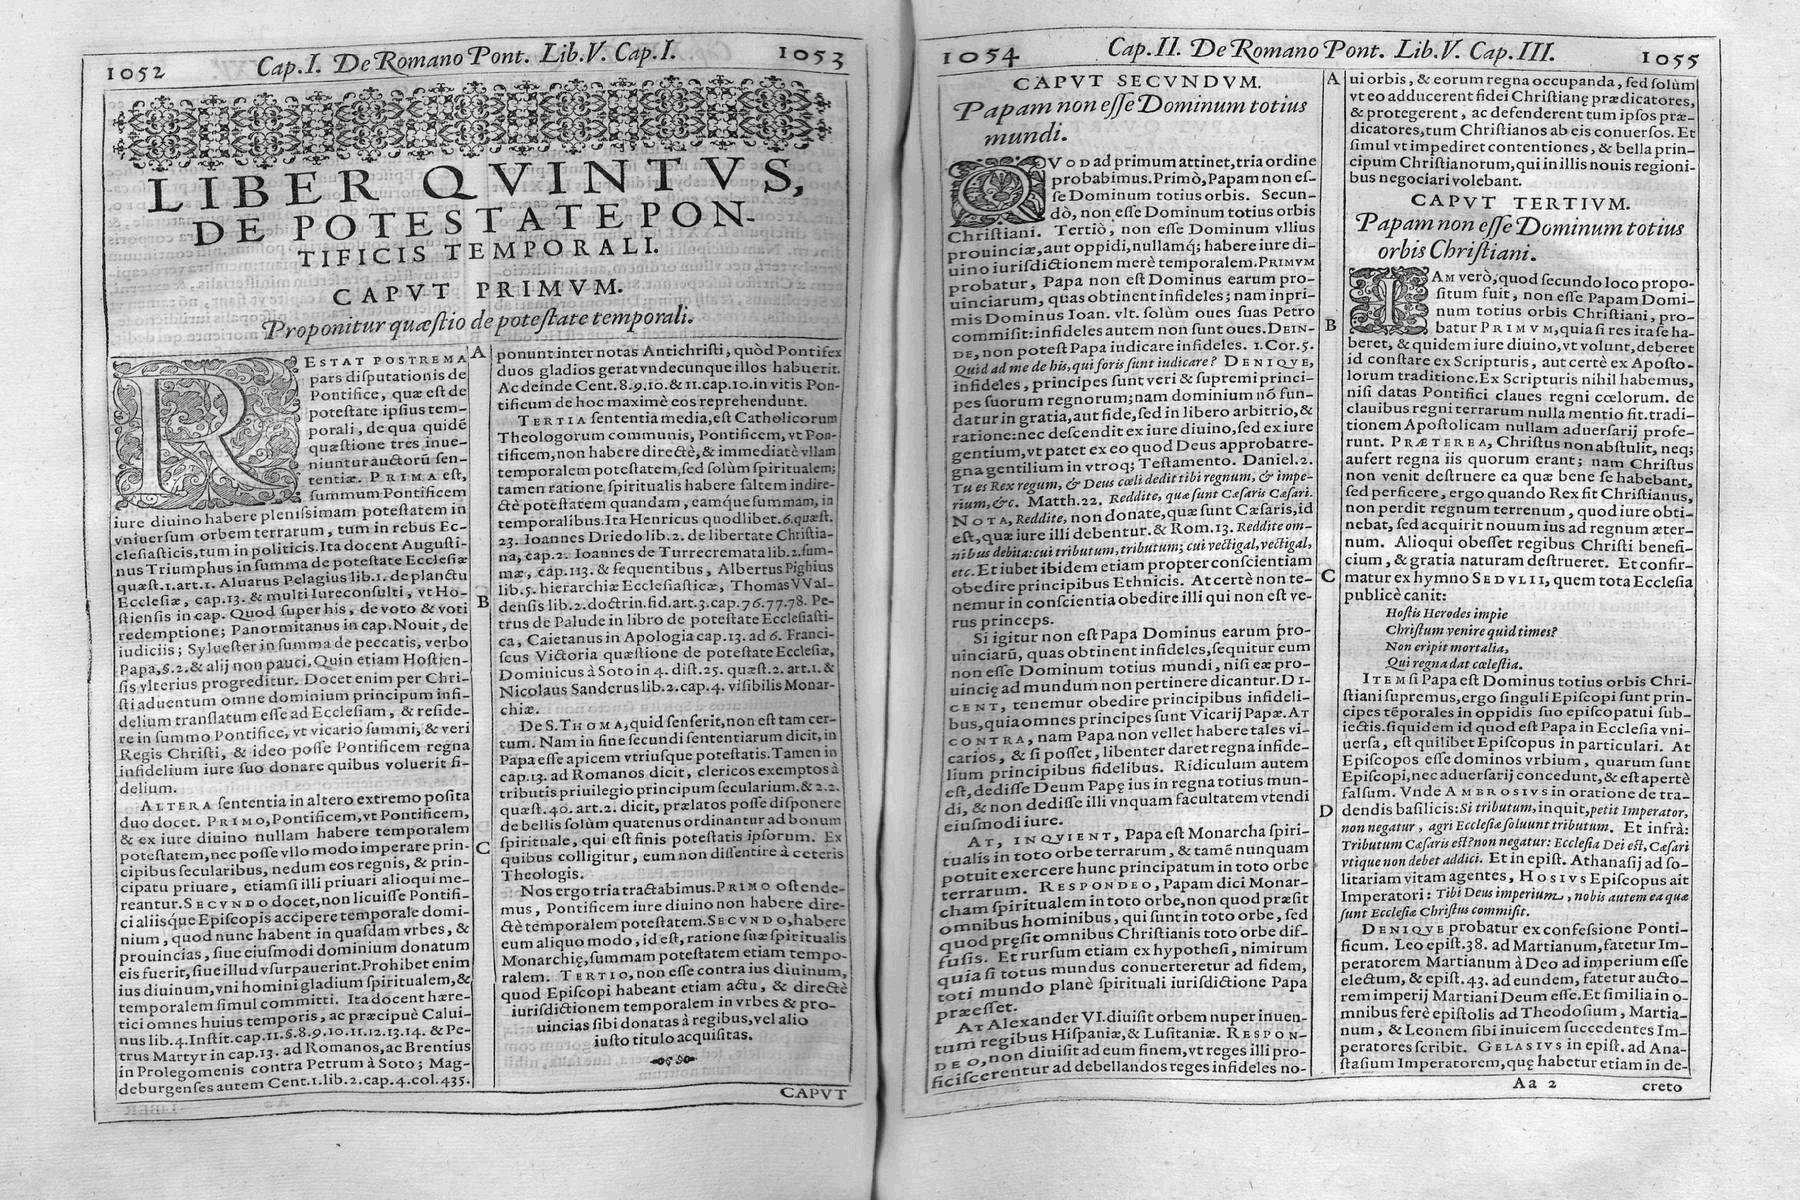 1052 Cap.I. De Romano Pont. Lib.V. Cap.I. 1053
LIBER QVINTVS,
DE POTESTATE PON-
TIFICIS TEMPORALI.
CAPVT PRIMVM.
Proponitur quæſtio de poteſtate temporali.
RESTAT POSTREMA
pars diſputationis de
Pontifice, quæ eſt de
poteſtate ipſius tem-
porali, de qua quidē
quæſtione tres inue-
niuntur auctorū ſen-
tentiæ. PRIMA eſt,
ſummum Pontificem
iure diuino habere pleniſsimam poteſtatem in
vniuerſum orbem terrarum, tum in rebus Ec-
cleſiaſticis, tum in politicis. Ita docent Auguſti-
nus Triumphus in ſumma de poteſtate Eccleſiæ
quæſt.1.art.1. Aluarus Pelagius lib.1. de planctu
Eccleſiæ, cap.13. & multi Iureconſulti, vt Ho-
ſtienſis in cap. Quod ſuper his, de voto & voti
redemptione; Panormitanus in cap. Nouit, de
iudiciis; Sylueſter in ſumma de peccatis, verbo
Papa, §.2. & alij non pauci. Quin etiam Hoſtien-
ſis vlterius progreditur. Docet enim per Chri-
ſti aduentum omne dominium principum infi-
delium tranſlatum eſſe ad Eccleſiam, & reſide-
re in ſummo Pontifice, vt vicario ſummi, & veri
Regis Chriſti, & ideo poſſe Pontificem regna
infidelium iure ſuo donare quibus voluerit fi-
delium.
ALTERA ſententia in altero extremo poſita
duo docet. PRIMO, Pontificem, vt Pontificem,
& ex iure diuino nullam habere temporalem
poteſtatem, nec poſſe vllo modo imperare prin-
cipibus ſecularibus, nedum eos regnis, & prin-
cipatu priuare, etiamſi illi priuari alioqui me-
reantur. SECVNDO docet, non licuiſſe Pontifi-
ci aliisq́ue Epiſcopis accipere temporale domi-
nium, quod nunc habent in quaſdam vrbes, &
prouincias, ſiue eiuſmodi dominium donatum
eis fuerit, ſiue illud vſurpauerint. Prohibet enim
ius diuinum, vni homini gladium ſpiritualem, &
temporalem ſimul committi. Ita docent hære-
tici omnes huius temporis, ac præcipuè Calui-
nus lib.4. Inſtit. cap.11. §.8.9.10.11.12.13.14. & Pe-
trus Martyr in cap.13. ad Romanos, ac Brentius
in Prolegomenis contra Petrum à Soto; Mag-
deburgenſes autem Cent.1. lib.2. cap.4. col.435.
A
B
C
ponunt inter notas Antichriſti, quòd Pontifex
duos gladios gerat vndecunque illos habuerit.
Ac deinde Cent. 8.9.10. & 11. cap.10. in vitis Pon-
tificum de hoc maximè eos reprehendunt.
TERTIA ſententia media, eſt Catholicorum
Theologorum communis, Pontificem, vt Pon-
tificem, non habere directè, & immediatè vllam
temporalem poteſtatem, ſed ſolùm ſpiritualem;
tamen ratione ſpiritualis habere ſaltem indire-
ctè poteſtatem quandam, eamq́ue ſummam, in
temporalibus. Ita Henricus quodlibet. 6. quæſt.
23. Ioannes Driedo lib.2. de libertate Chriſtia-
na, cap.2. Ioannes de Turrecremata lib.2. ſum-
mæ, cap.113. & ſequentibus, Albertus Pighius
lib.5. hierarchiæ Eccleſiaſticæ, Thomas VVal-
denſis lib.2. doctrin. fid. art.3. cap.76.77.78. Pe-
trus de Palude in libro de poteſtate Eccleſiaſti-
ca, Caietanus in Apologia cap.13. ad 6. Franci-
ſcus Victoria quæſtione de poteſtate Eccleſiæ,
Dominicus à Soto in 4. diſt. 25. quæſt.2. art.1. &
Nicolaus Sanderus lib.2. cap.4. viſibilis Monar-
chiæ.
De S. THOMA, quid ſenſerit, non eſt tam cer-
tum. Nam in fine ſecundi ſententiarum dicit, in
Papa eſſe apicem vtriuſque poteſtatis. Tamen in
cap.13. ad Romanos dicit, clericos exemptos à
tributis priuilegio principum ſecularium. & 2.2.
quæſt. 40. art.2. dicit, prælatos poſſe diſponere
de bellis ſolùm quatenus ordinantur ad bonum
ſpirituale, qui eſt finis poteſtatis ipſorum. Ex
quibus colligitur, eum non diſſentire à ceteris
Theologis.
Nos ergo tria tractabimus. PRIMO oſtende-
mus, Pontificem iure diuino non habere dire-
ctè temporalem poteſtatem. SECVNDO, habere
eum aliquo modo, id eſt, ratione ſuæ ſpiritualis
Monarchię, ſummam poteſtatem etiam tempo-
ralem. TERTIO, non eſſe contra ius diuinum,
quod Epiſcopi habeant etiam actu, & directè
iurisdictionem temporalem in vrbes & pro-
uincias ſibi donatas à regibus, vel alio
iuſto titulo acquiſitas.
CAPVT
1054 Cap.II. De Romano Pont. Lib.V. Cap.III. 1055
CAPVT SECVNDVM.
Papam non eſſe Dominum totius
mundi.
QVOD ad primum attinet, tria ordine
probabimus. Primò, Papam non eſ-
ſe Dominum totius orbis. Secun-
dò, non eſſe Dominum totius orbis
Chriſtiani. Tertiò, non eſſe Dominum vllius
prouinciæ, aut oppidi, nullamq́; habere iure di-
uino iurisdictionem merè temporalem. PRIMVM
probatur, Papa non eſt Dominus earum pro-
uinciarum, quas obtinent infideles; nam inpri-
mis Dominus Ioan. vlt. ſolùm oues ſuas Petro
commiſit: infideles autem non ſunt oues. DEIN-
DE, non poteſt Papa iudicare infideles. 1. Cor. 5.
Quid ad me de his, qui foris ſunt iudicare? DENIQVE,
infideles, principes ſunt veri & ſupremi princi-
pes ſuorum regnorum; nam dominium nō fun-
datur in gratia, aut fide, ſed in libero arbitrio, &
ratione: nec deſcendit ex iure diuino, ſed ex iure
gentium, vt patet ex eo quod Deus approbat re-
gna gentilium in vtroq; Teſtamento. Daniel. 2.
Tu es Rex regum, & Deus cœli dedit tibi regnum, & impe-
rium, &c. Matth. 22. Reddite, quæ ſunt Cæſaris Cæſari.
NOTA, Reddite, non donate, quæ ſunt Cæſaris, id
eſt, quæ iure illi debentur. & Rom. 13. Reddite om-
nibus debita: cui tributum, tributum; cui vectigal, vectigal,
etc. Et iubet ibidem etiam propter conſcientiam
obedire principibus Ethnicis. At certè non te-
nemur in conſcientia obedire illi qui non eſt ve-
rus princeps.
Si igitur non eſt Papa Dominus earum pro-
uinciarū, quas obtinent infideles, ſequitur eum
non eſſe Dominum totius mundi, niſi eæ pro-
uincię ad mundum non pertinere dicantur. DI-
CENT, tenemur obedire principibus infideli-
bus, quia omnes principes ſunt Vicarij Papæ. AT
CONTRA, nam Papa non vellet habere tales vi-
carios, & ſi poſſet, libenter daret regna infide-
lium principibus fidelibus. Ridiculum autem
eſt, dediſſe Deum Papę ius in regna totius mun-
di, & non dediſſe illi vnquam facultatem vtendi
eiuſmodi iure.
AT, INQVIENT, Papa eſt Monarcha ſpiri-
tualis in toto orbe terrarum, & tamē nunquam
potuit exercere hunc principatum in toto orbe
terrarum. RESPONDEO, Papam dici Monar-
cham ſpiritualem in toto orbe, non quod præſit
omnibus hominibus, qui ſunt in toto orbe, ſed
quod pręſit omnibus Chriſtianis toto orbe dif-
fuſis. Et rurſum etiam ex hypotheſi, nimirum
quia ſi totus mundus conuerteretur ad fidem,
toti mundo planè ſpirituali iurisdictione Papa
præeſſet.
AT Alexander VI. diuiſit orbem nuper inuen-
tum regibus Hiſpaniæ, & Luſitaniæ. RESPON-
DEO, non diuiſit ad eum finem, vt reges illi pro-
ficiſcerentur ad debellandos reges infideles no-
A
B
C
D
ui orbis, & eorum regna occupanda, ſed ſolùm
vt eo adducerent fidei Chriſtianę prædicatores,
& protegerent, ac defenderent tum ipſos præ-
dicatores, tum Chriſtianos ab eis conuerſos. Et
ſimul vt impediret contentiones, & bella prin-
cipum Chriſtianorum, qui in illis nouis regioni-
bus negociari volebant.
CAPVT TERTIVM.
Papam non eſſe Dominum totius
orbis Chriſtiani.
IAM verò, quod ſecundo loco propo-
ſitum fuit, non eſſe Papam Domi-
num totius orbis Chriſtiani, pro-
batur PRIMVM, quia ſi res ita ſe ha-
beret, & quidem iure diuino, vt volunt, deberet
id conſtare ex Scripturis, aut certè ex Apoſto-
lorum traditione. Ex Scripturis nihil habemus,
niſi datas Pontifici claues regni cœlorum. de
clauibus regni terrarum nulla mentio fit. tradi-
tionem Apoſtolicam nullam aduerſarij profe-
runt. PRÆTEREA, Chriſtus non abſtulit, neq;
aufert regna iis quorum erant; nam Chriſtus
non venit deſtruere ea quæ bene ſe habebant,
ſed perficere, ergo quando Rex fit Chriſtianus,
non perdit regnum terrenum, quod iure obti-
nebat, ſed acquirit nouum ius ad regnum æter-
num. Alioqui obeſſet regibus Chriſti benefi-
cium, & gratia naturam deſtrueret. Et confir-
matur ex hymno SEDVLII, quem tota Eccleſia
publicè canit:
Hoſtis Herodes impie
Chriſtum venire quid times?
Non eripit mortalia,
Qui regna dat cœleſtia.
ITEM ſi Papa eſt Dominus totius orbis Chri-
ſtiani ſupremus, ergo ſinguli Epiſcopi ſunt prin-
cipes tēporales in oppidis ſuo epiſcopatui ſub-
iectis. ſiquidem id quod eſt Papa in Eccleſia vni-
uerſa, eſt quilibet Epiſcopus in particulari. At
Epiſcopos eſſe dominos vrbium, quarum ſunt
Epiſcopi, nec aduerſarij concedunt, & eſt apertè
falſum. Vnde AMBROSIVS in oratione de tra-
dendis baſilicis: Si tributum, inquit, petit Imperator,
non negatur, agri Eccleſiæ ſoluunt tributum. Et infrà:
Tributum Cæſaris eſt? non negatur: Eccleſia Dei eſt, Cæſari
vtique non debet addici. Et in epiſt. Athanaſij ad ſo-
litariam vitam agentes, HOSIVS Epiſcopus ait
Imperatori: Tibi Deus imperium, nobis autem ea quæ
ſunt Eccleſiæ Chriſtus commiſit.
DENIQVE probatur ex confeſsione Ponti-
ficum. Leo epiſt.38. ad Martianum, fatetur Im-
peratorem Martianum à Deo ad imperium eſſe
electum, & epiſt. 43. ad eundem, fatetur aucto-
rem imperij Martiani Deum eſſe. Et ſimilia in o-
mnibus ferè epiſtolis ad Theodoſium, Martia-
num, & Leonem ſibi inuicem ſuccedentes Im-
peratores ſcribit. GELASIVS in epiſt. ad Ana-
ſtaſium Imperatorem, quę habetur etiam in de-
Aa 2 creto